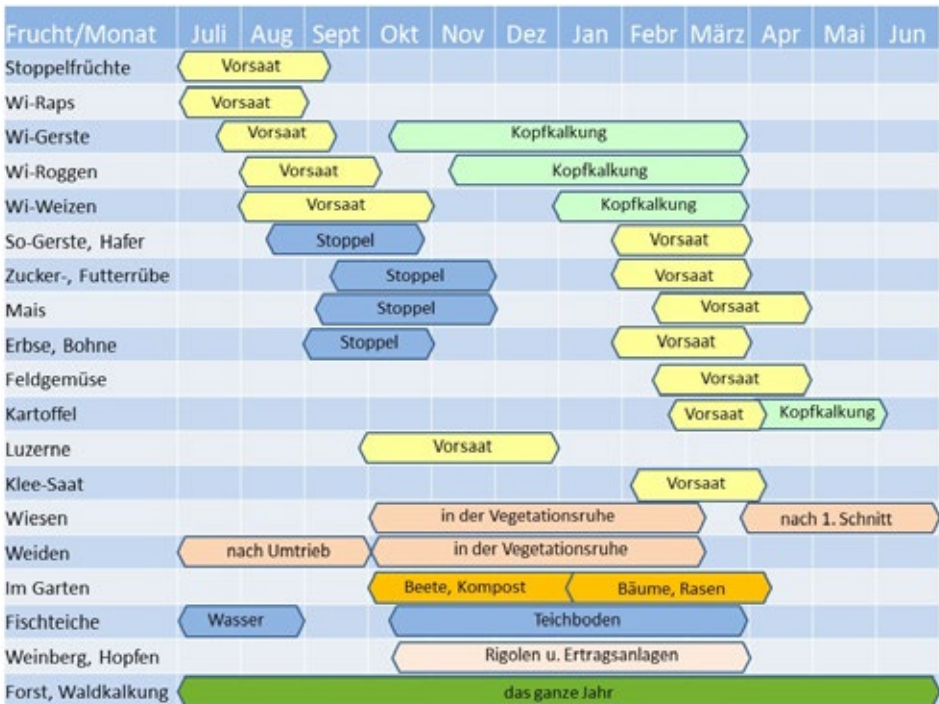 Frucht/Monat Juli Aug Sept Okt Nov Dez Jan Febr März Apr Mai Jun
Stoppelfrüchte Vorsaat
Wi-Raps Vorsaat
Wi-Gerste Vorsaat Kopfkalkung
Wi-Roggen Vorsaat Kopfkalkung
Wi-Weizen Vorsaat Kopfkalkung
So-Gerste, Hafer Stoppel Vorsaat
Zucker-, Futterrübe Stoppel Vorsaat
Mais Stoppel Vorsaat
Erbse, Bohne Stoppel Vorsaat
Feldgemüse Vorsaat
Kartoffel Vorsaat Kopfkalkung
Luzerne Vorsaat
Klee-Saat Vorsaat
Wiesen in der Vegetationsruhe nach 1. Schnitt
Weiden nach Umtrieb in der Vegetationsruhe
Im Garten Beete, Kompost Bäume, Rasen
Fischteiche Wasser Teichboden
Weinberg, Hopfen Rigolen u. Ertragsanlagen
Forst, Waldkalkung das ganze Jahr